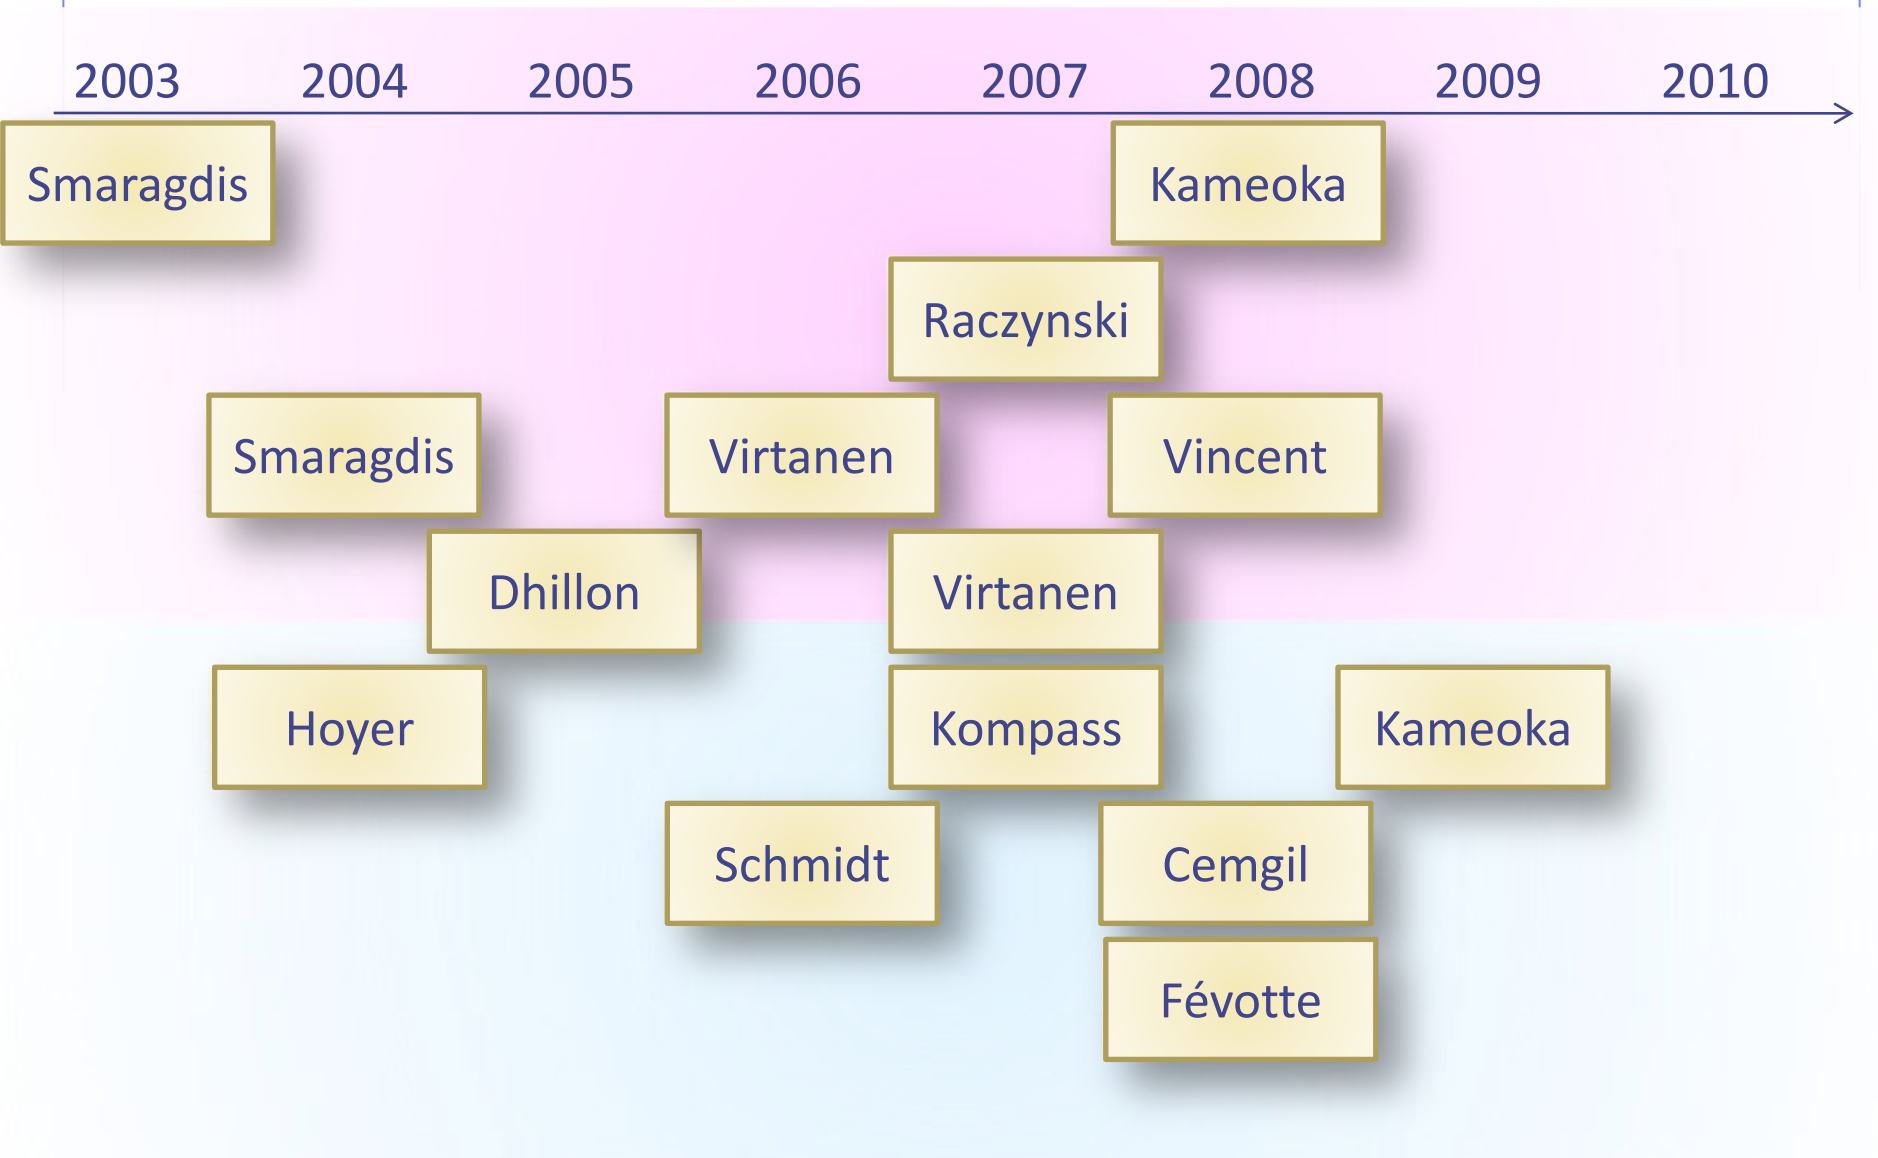 2003 2004 2005 2006 2007 2008 2009 2010
Smaragdis Kameoka
Raczynski
Smaragdis Virtanen Vincent
Dhillon Virtanen
Hoyer Kompass Kameoka
Schmidt Cemgil
Févotte